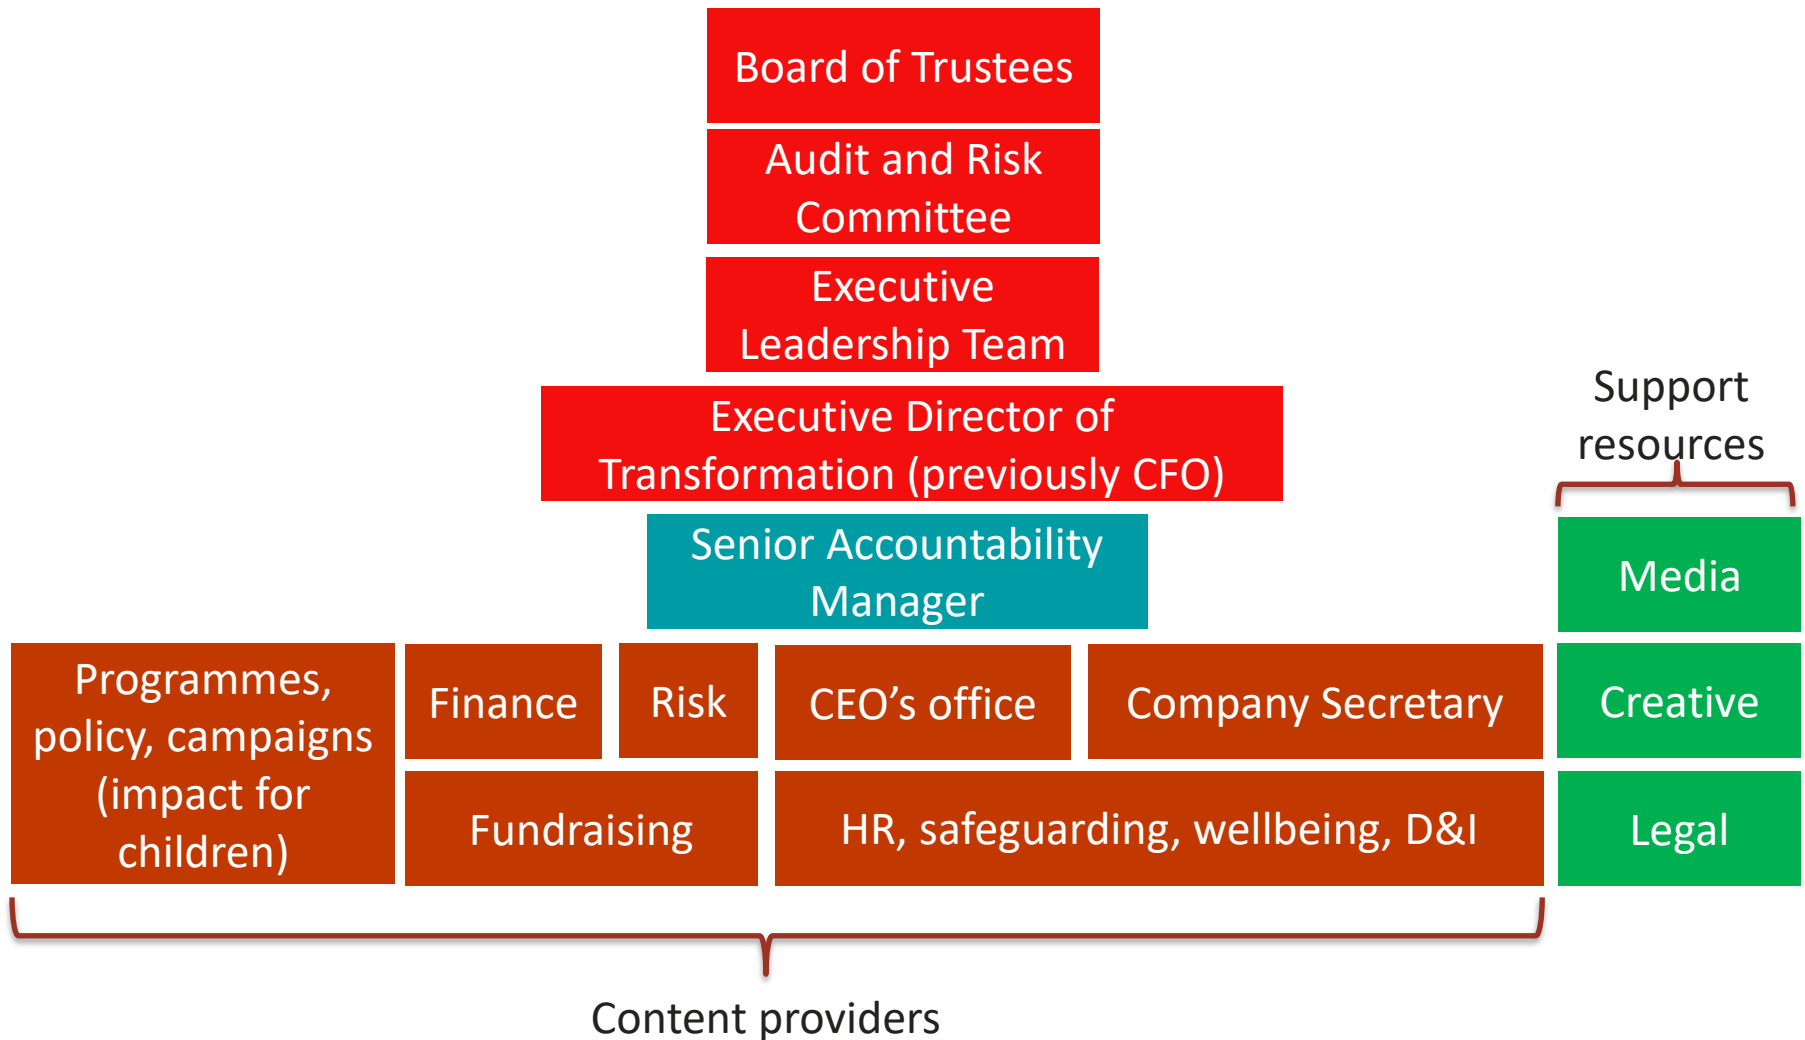 Board of Trustees
Audit and Risk
Committee
Executive
Leadership Team
Executive Director of
Transformation (previously CFO)
Senior Accountability
Manager
Support
resources
Media
Creative
Legal
Programmes,
policy, campaigns
(impact for
children)
Finance
Risk
CEO’s office
Company Secretary
Fundraising
HR, safeguarding, wellbeing, D&I
Content providers